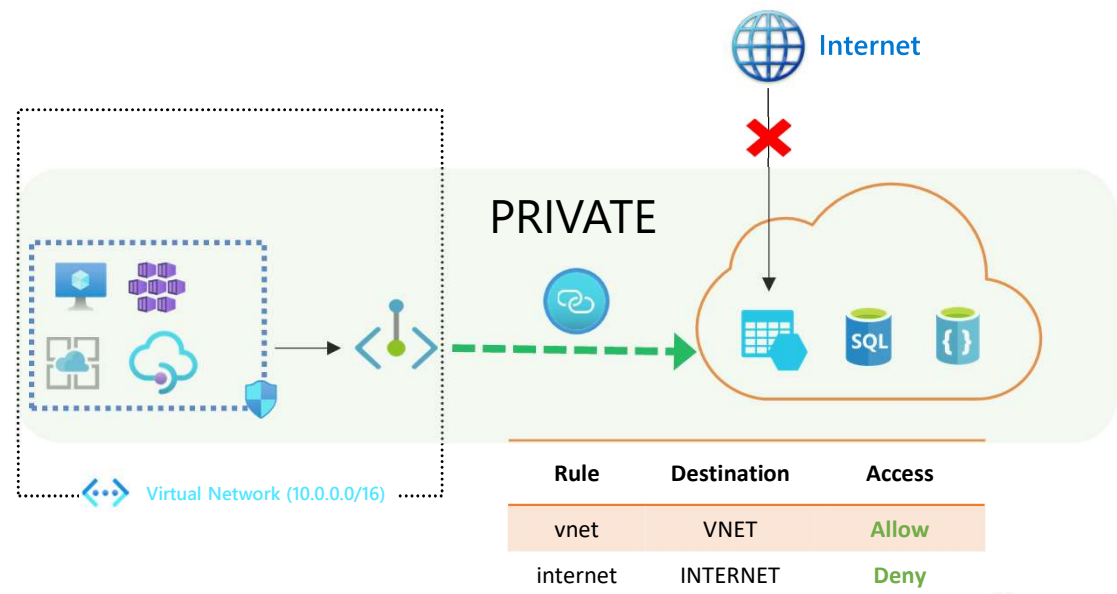 Internet
PRIVATE
SQL
{ }
Virtual Network (10.0.0.0/16)
Rule Destination Access
vnet VNET Allow
internet INTERNET Deny